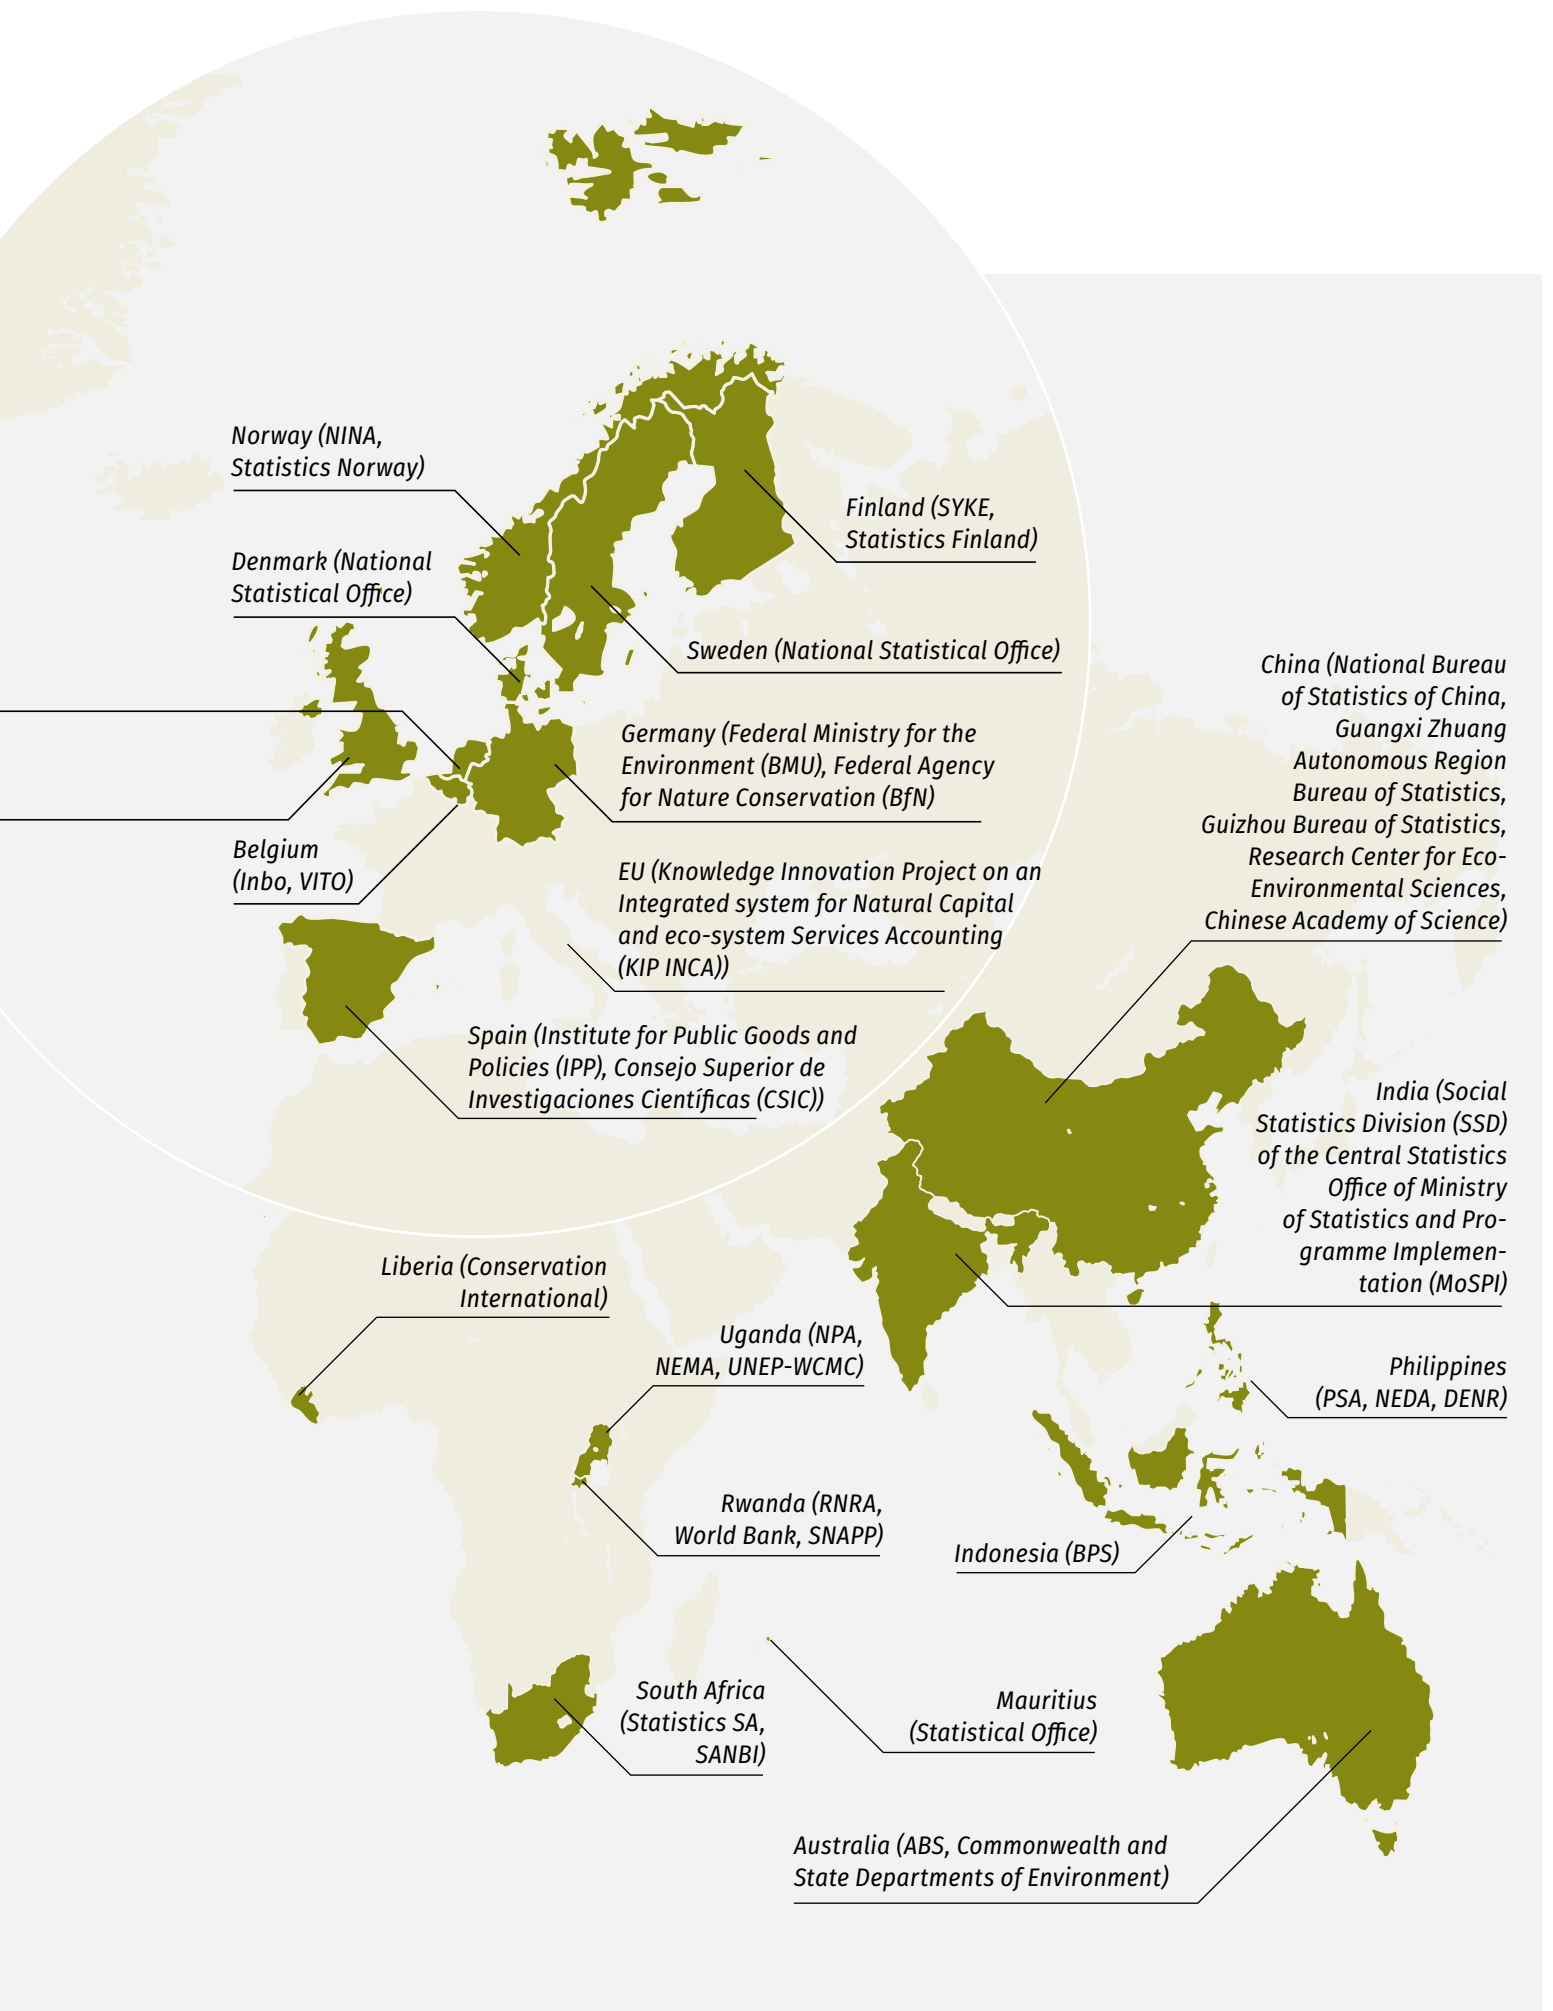 Norway (NINA,
Statistics Norway)
Denmark (National
Statistical Office)
Finland (SYKE,
Statistics Finland)
Sweden (National Statistical Office)
Germany (Federal Ministry for the
Environment (BMU), Federal Agency
for Nature Conservation (BfN)
Belgium
(Inbo, VITO)
EU (Knowledge Innovation Project on an
Integrated system for Natural Capital
and eco-system Services Accounting
(KIP INCA))
Spain (Institute for Public Goods and
Policies (IPP), Consejo Superior de
Investigaciones Científicas (CSIC))
China (National Bureau
of Statistics of China,
Guangxi Zhuang
Autonomous Region
Bureau of Statistics,
Guizhou Bureau of Statistics,
Research Center for Eco-
Environmental Sciences,
Chinese Academy of Science)
India (Social
Statistics Division (SSD)
of the Central Statistics
Office of Ministry
of Statistics and Pro-
gramme Implemen-
tation (MoSPI)
Liberia (Conservation
International)
Uganda (NPA,
NEMA, UNEP-WCMC)
Philippines
(PSA, NEDA, DENR)
Rwanda (RNRA,
World Bank, SNAPP)
Indonesia (BPS)
South Africa
(Statistics SA,
SANBI)
Mauritius
(Statistical Office)
Australia (ABS, Commonwealth and
State Departments of Environment)